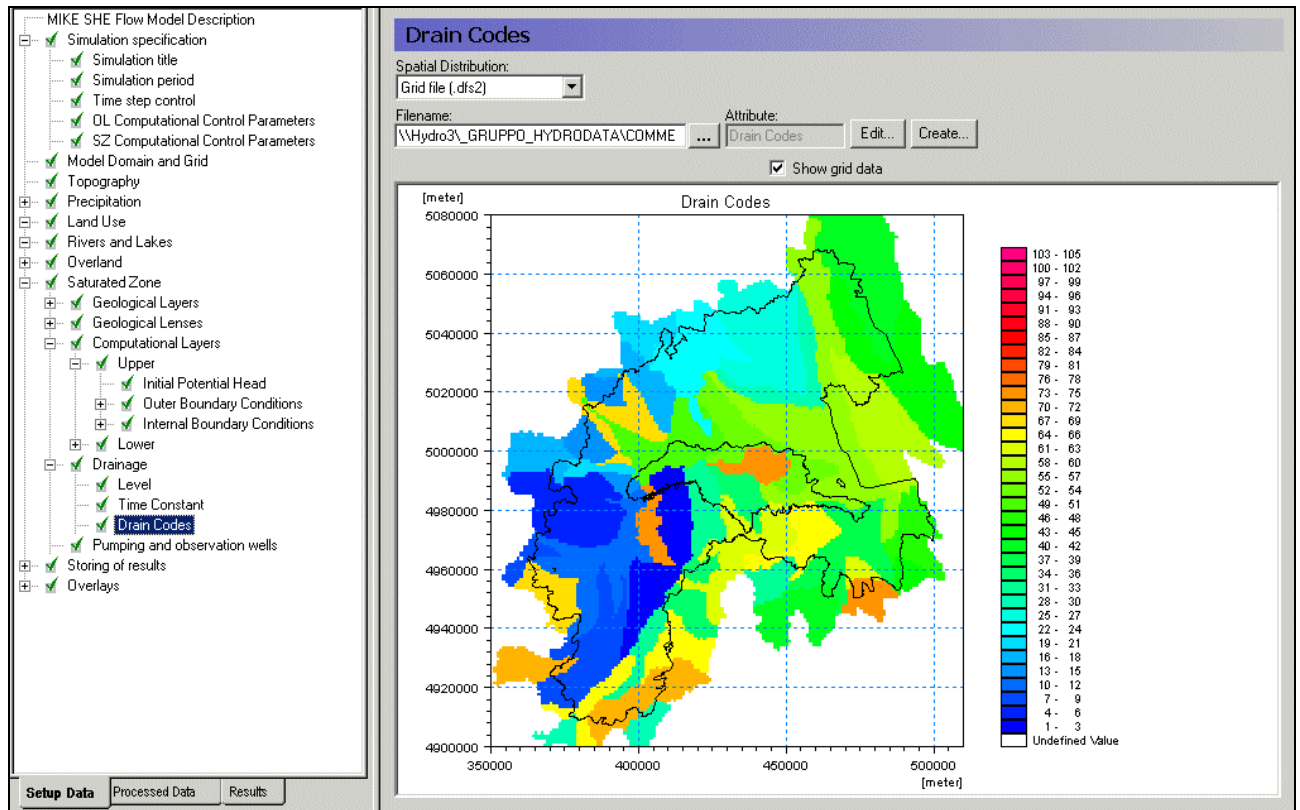 MIKE SHE Flow Model Description
Simulation specification
Simulation title
Simulation period
Time step control
OL Computational Control Parameters
SZ Computational Control Parameters
Model Domain and Grid
Topography
Precipitation
Land Use
Rivers and Lakes
Overland
Saturated Zone
Geological Layers
Geological Lenses
Computational Layers
Upper
Initial Potential Head
Outer Boundary Conditions
Internal Boundary Conditions
Lower
Drainage
Level
Time Constant
Drain Codes
Pumping and observation wells
Storing of results
Overlays
Setup Data Processed Data Results
Drain Codes
Spatial Distribution:
Grid file (.dfs2)
Filename: Attribute:
\\Hydro3\_GRUPPO_HYDRODATA\COMME ... Drain Codes Edit... Create...
Show grid data
[meter] Drain Codes
5080000
5060000
5040000
5020000
5000000
4980000
4960000
4940000
4920000
4900000
350000 400000 450000 500000
[meter]
103 - 105
100 - 102
97 - 99
94 - 96
91 - 93
88 - 90
85 - 87
82 - 84
79 - 81
76 - 78
73 - 75
70 - 72
67 - 69
64 - 66
61 - 63
58 - 60
55 - 57
52 - 54
49 - 51
46 - 48
43 - 45
40 - 42
37 - 39
34 - 36
31 - 33
28 - 30
25 - 27
22 - 24
19 - 21
16 - 18
13 - 15
10 - 12
7 - 9
4 - 6
1 - 3
Undefined Value